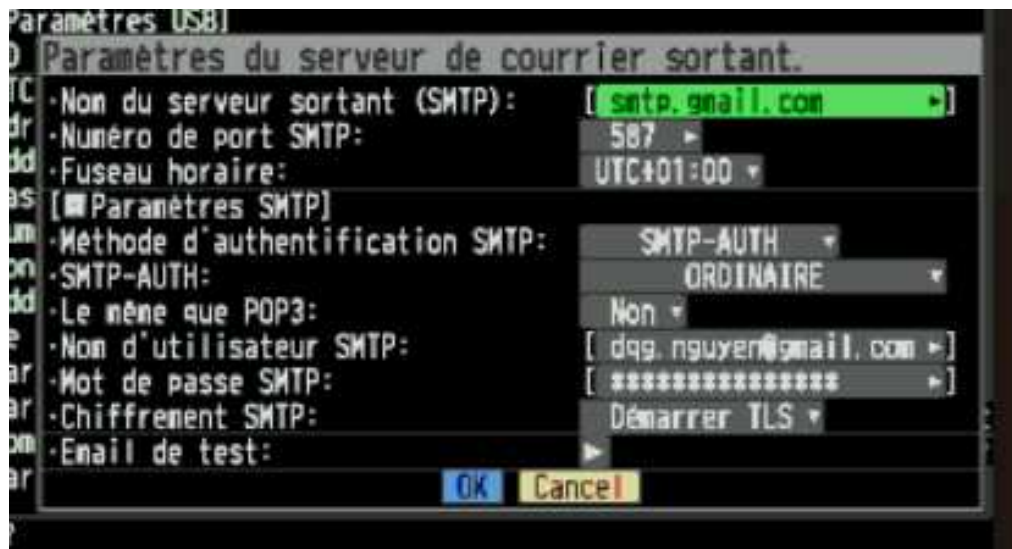 Paramètres USB]
Paramètres du serveur de courrier sortant.
·Nom du serveur sortant (SMTP): [ smtp.gmail.com ▸]
·Numéro de port SMTP: 587 ▸
·Fuseau horaire: UTC+01:00 ▾
[■Paramètres SMTP]
·Méthode d'authentification SMTP: SMTP-AUTH ▾
·SMTP-AUTH: ORDINAIRE ▾
·Le même que POP3: Non ▾
·Nom d'utilisateur SMTP: [ dqg.nguyen@gmail.com ▸]
·Mot de passe SMTP: [ *************** ▸]
·Chiffrement SMTP: Démarrer TLS ▾
·Email de test: ▶
OK Cancel